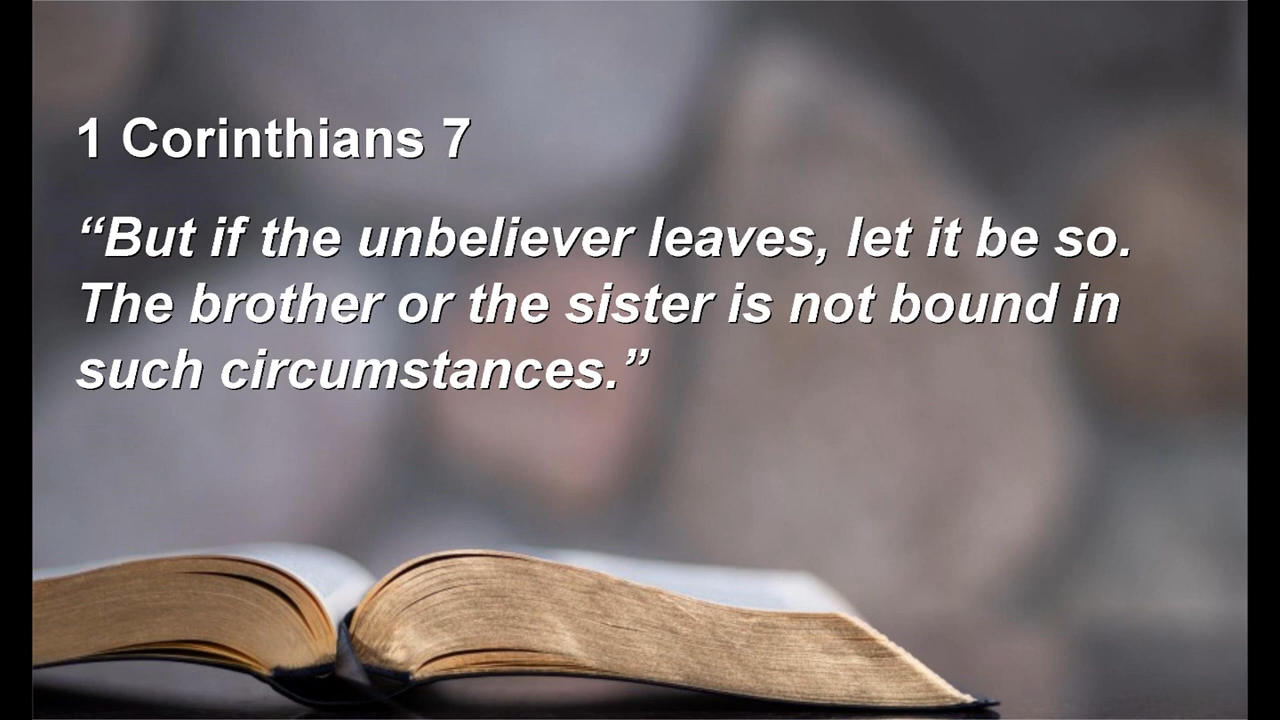 1 Corinthians 7
“But if the unbeliever leaves, let it be so.
The brother or the sister is not bound in
such circumstances.”